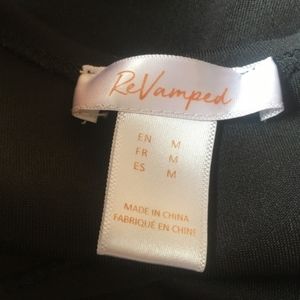 ReVamped
EN M
FR M
ES M
MADE IN CHINA
FABRIQUÉ EN CHINE